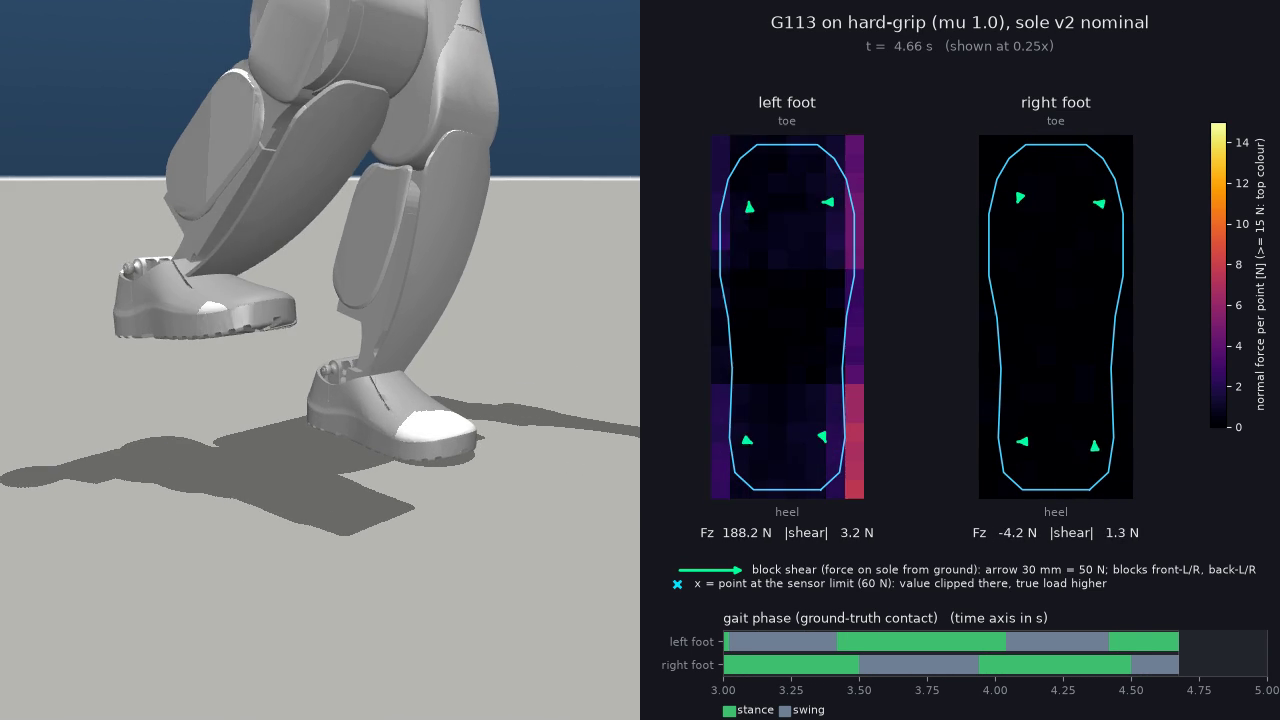 G113 on hard-grip (mu 1.0), sole v2 nominal
t = 4.66 s (shown at 0.25x)
left foot
right foot
toe
toe
14
12
10
8
6
4
2
0
normal force per point [N] (>= 15 N: top colour)
heel
heel
Fz 188.2 N |shear| 3.2 N
Fz -4.2 N |shear| 1.3 N
block shear (force on sole from ground): arrow 30 mm = 50 N; blocks front-L/R, back-L/R
x = point at the sensor limit (60 N): value clipped there, true load higher
gait phase (ground-truth contact) (time axis in s)
left foot
right foot
3.00 3.25 3.50 3.75 4.00 4.25 4.50 4.75 5.00
stance swing